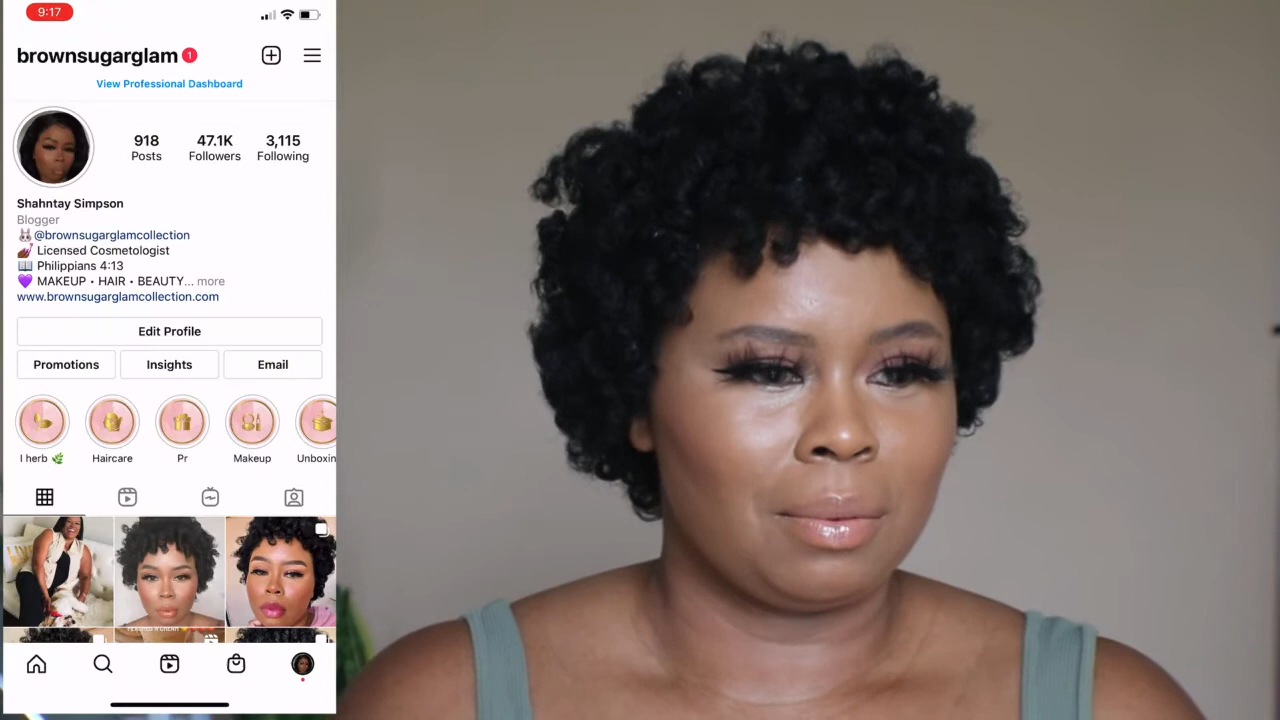 9:17
brownsugarglam 1
View Professional Dashboard
918 47.1K 3,115
Posts Followers Following
Shahntay Simpson
Blogger
@brownsugarglamcollection
Licensed Cosmetologist
Philippians 4:13
MAKEUP • HAIR • BEAUTY... more
www.brownsugarglamcollection.com
Edit Profile
Promotions Insights Email
I herb Haircare Pr Makeup Unboxin